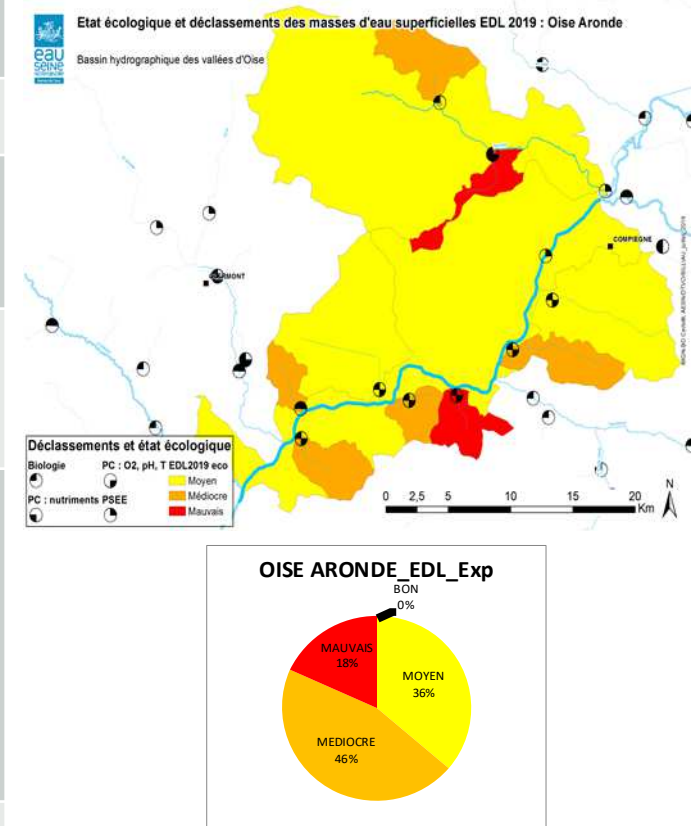 Etat écologique et déclassements des masses d'eau superficielles EDL 2019 : Oise Aronde
eau
SEINE
Bassin hydrographique des vallées d'Oise
COMPIEGNE
Déclassements et état écologique
Biologie PC : O2, pH, T EDL2019 eco
Moyen
PC : nutriments PSEE
Médiocre
Mauvais
0 2,5 5 10 15 20
Km
N
OISE ARONDE_EDL_Exp
BON
0%
MAUVAIS
18%
MOYEN
36%
MEDIOCRE
46%